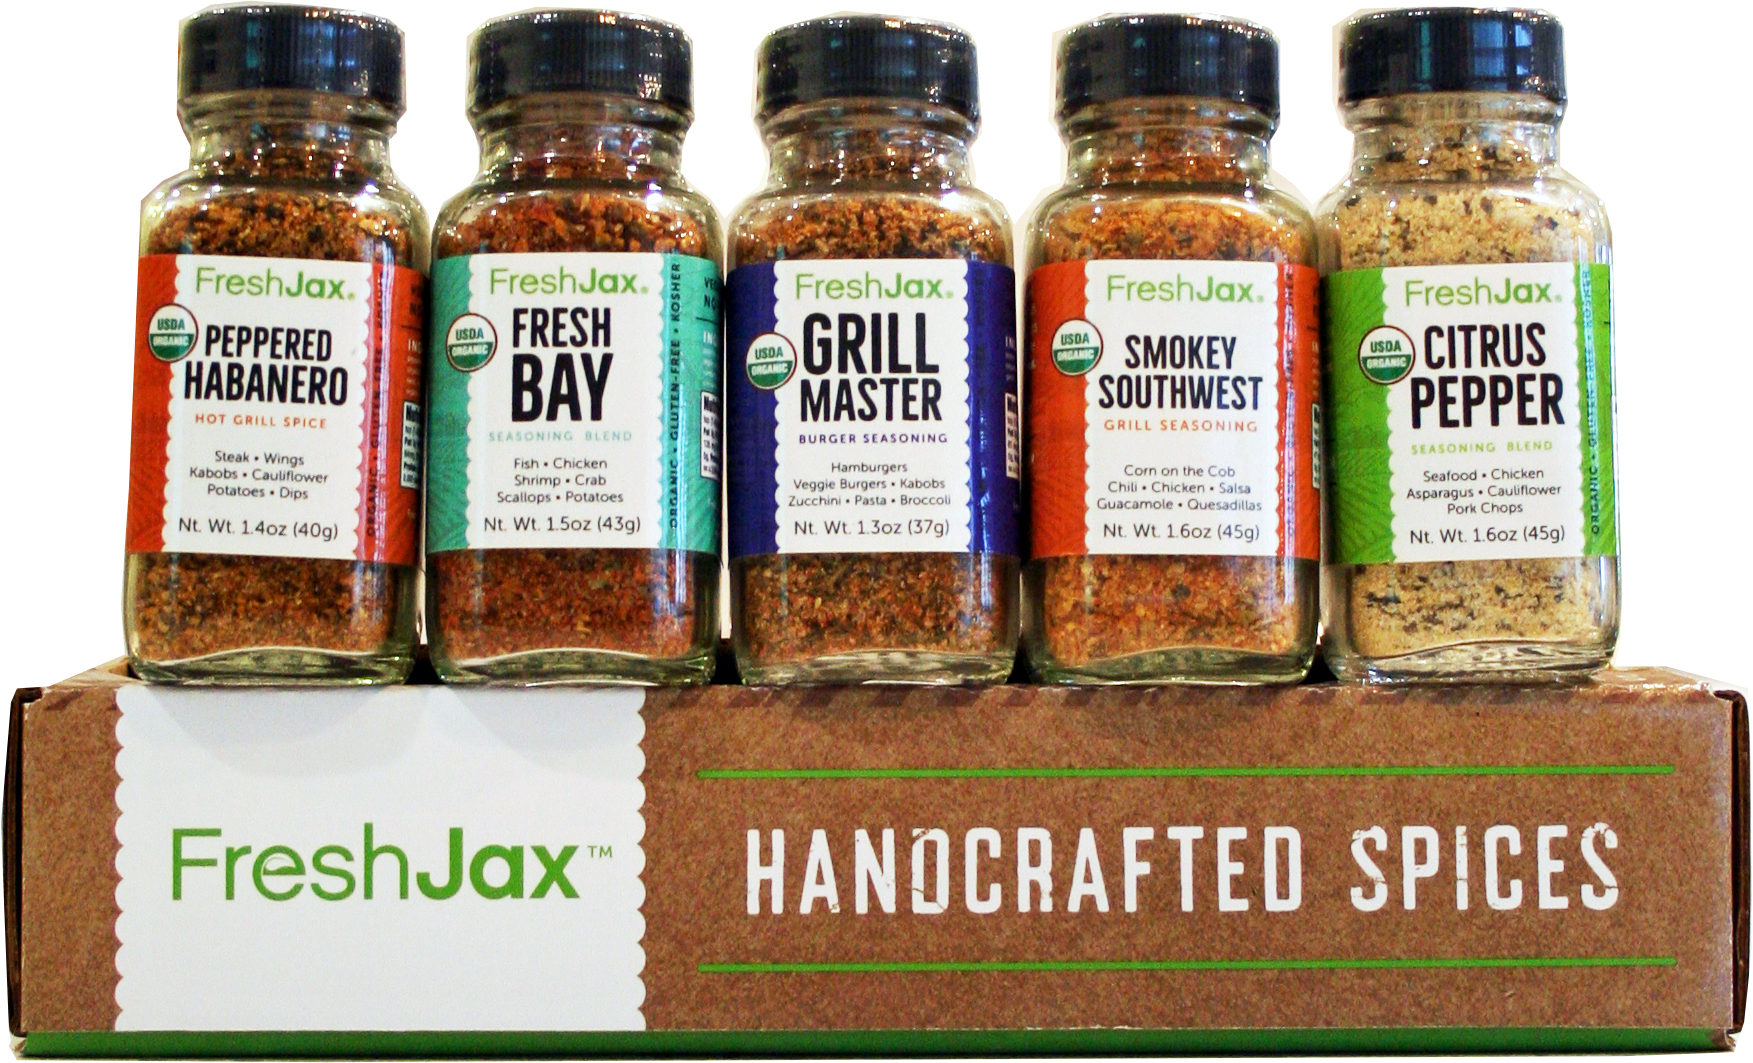 FreshJax®
USDA
ORGANIC
PEPPERED
HABANERO
HOT GRILL SPICE
Steak • Wings
Kabobs • Cauliflower
Potatoes • Dips
Nt. Wt. 1.4oz (40g)
FreshJax®
USDA
ORGANIC
FRESH
BAY
SEASONING BLEND
Fish • Chicken
Shrimp • Crab
Scallops • Potatoes
Nt. Wt. 1.5oz (43g)
ORGANIC • GLUTEN-FREE • KOSHER
FreshJax®
USDA
ORGANIC
GRILL
MASTER
BURGER SEASONING
Hamburgers
Veggie Burgers • Kabobs
Zucchini • Pasta • Broccoli
Nt. Wt. 1.3oz (37g)
FreshJax®
USDA
ORGANIC
SMOKEY
SOUTHWEST
GRILL SEASONING
Corn on the Cob
Chili • Chicken • Salsa
Guacamole • Quesadillas
Nt. Wt. 1.6oz (45g)
FreshJax®
USDA
ORGANIC
CITRUS
PEPPER
SEASONING BLEND
Seafood • Chicken
Asparagus • Cauliflower
Pork Chops
Nt. Wt. 1.6oz (45g)
ORGANIC • GLUTEN-FREE • KOSHER
FreshJax™
HANDCRAFTED SPICES